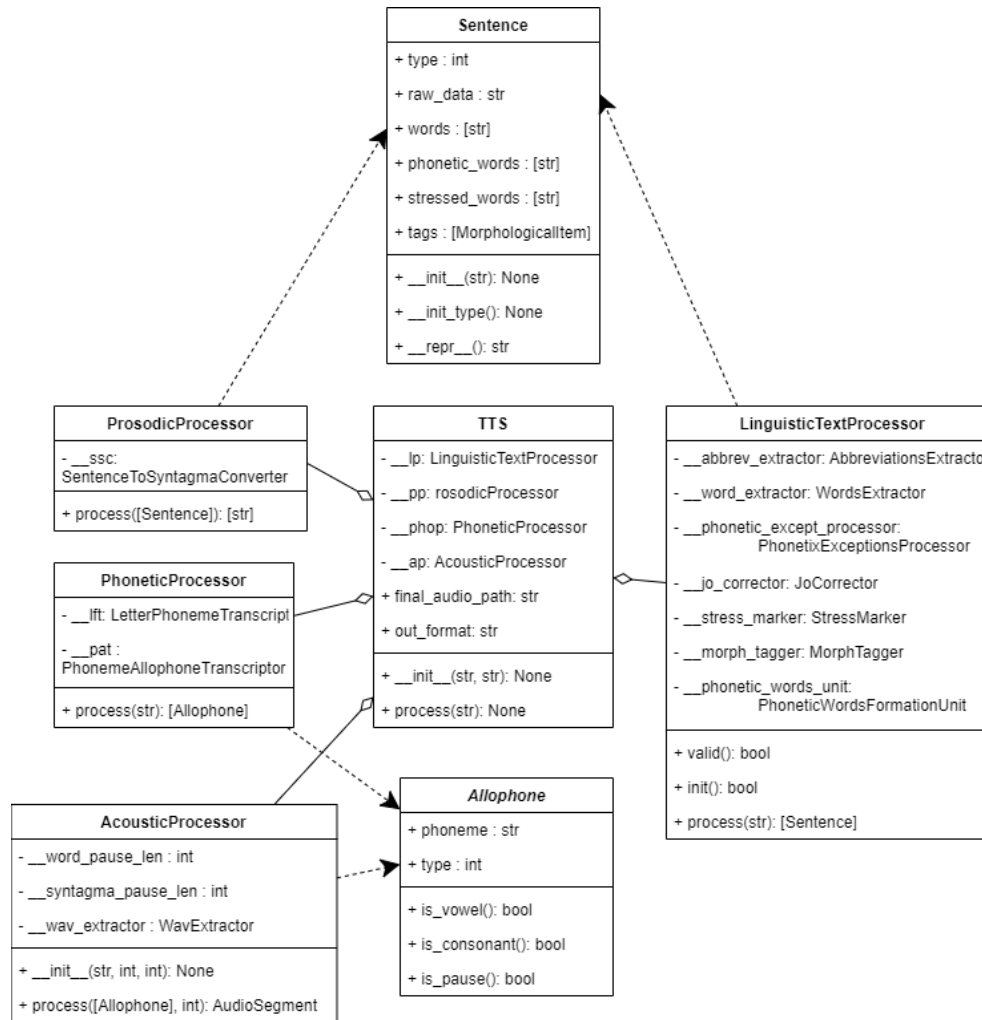 Sentence
+ type : int
+ raw_data : str
+ words : [str]
+ phonetic_words : [str]
+ stressed_words : [str]
+ tags : [MorphologicalItem]
+ __init__(str): None
+ __init_type(): None
+ __repr__(): str
ProsodicProcessor
- __ssc:
SentenceToSyntagmaConverter
+ process([Sentence]): [str]
TTS
- __lp: LinguisticTextProcessor
- __pp: rosodicProcessor
- __phop: PhoneticProcessor
- __ap: AcousticProcessor
+ final_audio_path: str
+ out_format: str
+ __init__(str, str): None
+ process(str): None
LinguisticTextProcessor
- __abbrev_extractor: AbbreviationsExtracto
- __word_extractor: WordsExtractor
- __phonetic_except_processor:
PhonetixExceptionsProcessor
- __jo_corrector: JoCorrector
- __stress_marker: StressMarker
- __morph_tagger: MorphTagger
- __phonetic_words_unit:
PhoneticWordsFormationUnit
+ valid(): bool
+ init(): bool
+ process(str): [Sentence]
PhoneticProcessor
- __lft: LetterPhonemeTranscript
- __pat :
PhonemeAllophoneTranscriptor
+ process(str): [Allophone]
Allophone
+ phoneme : str
+ type : int
+ is_vowel(): bool
+ is_consonant(): bool
+ is_pause(): bool
AcousticProcessor
- __word_pause_len : int
- __syntagma_pause_len : int
- __wav_extractor : WavExtractor
+ __init__(str, int, int): None
+ process([Allophone], int): AudioSegment